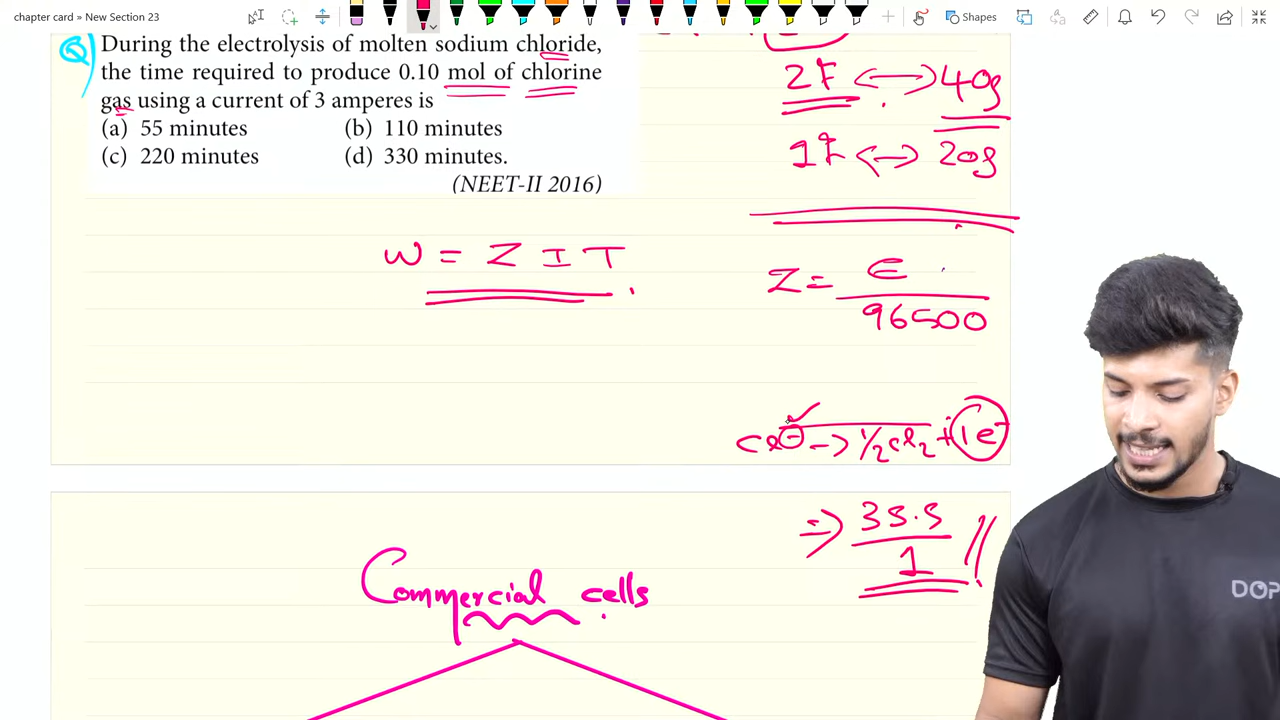 chapter card » New Section 23
Shapes
Q) During the electrolysis of molten sodium chloride,
the time required to produce 0.10 mol of chlorine
gas using a current of 3 amperes is
(a) 55 minutes (b) 110 minutes
(c) 220 minutes (d) 330 minutes.
(NEET-II 2016)
2F <-> 40g
1F <-> 20g
W = Z I T
Z = E
96500
Cl⊖ -> ½Cl2 + 1e-
=> 35.5
1 //
Commercial cells
DOP